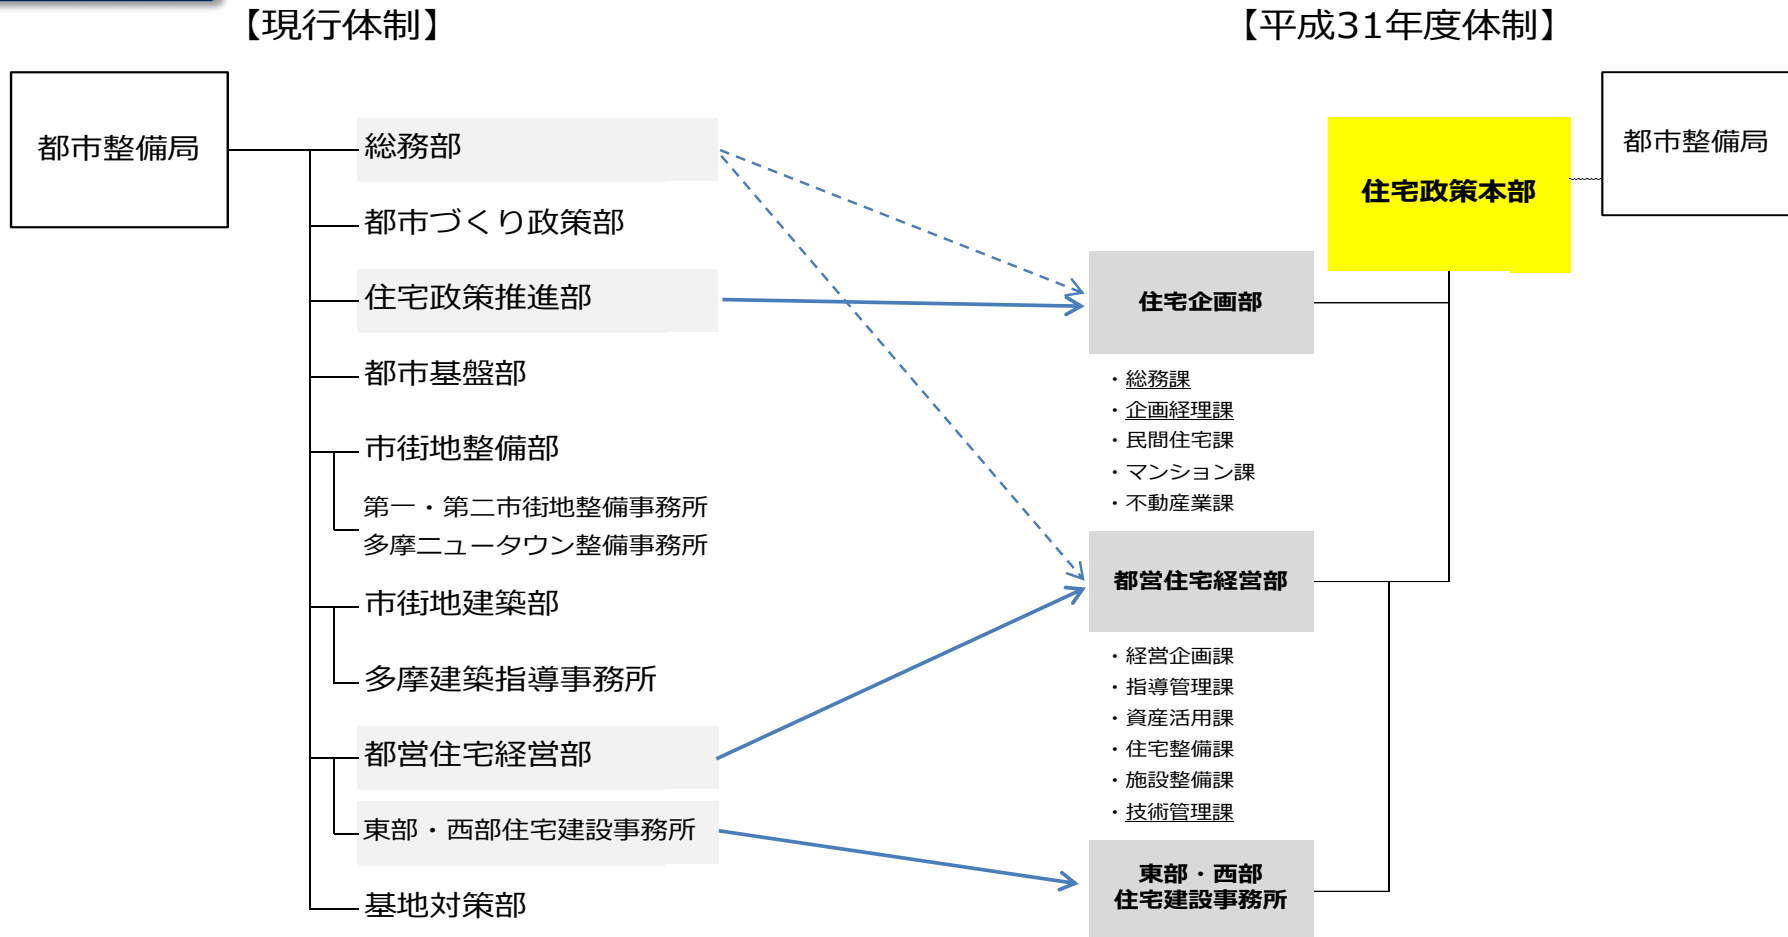 【現行体制】
都市整備局
総務部
都市づくり政策部
住宅政策推進部
都市基盤部
市街地整備部
第一・第二市街地整備事務所
多摩ニュータウン整備事務所
市街地建築部
多摩建築指導事務所
都営住宅経営部
東部・西部住宅建設事務所
基地対策部
【平成31年度体制】
都市整備局
住宅政策本部
住宅企画部
・総務課
・企画経理課
・民間住宅課
・マンション課
・不動産業課
都営住宅経営部
・経営企画課
・指導管理課
・資産活用課
・住宅整備課
・施設整備課
・技術管理課
東部・西部
住宅建設事務所